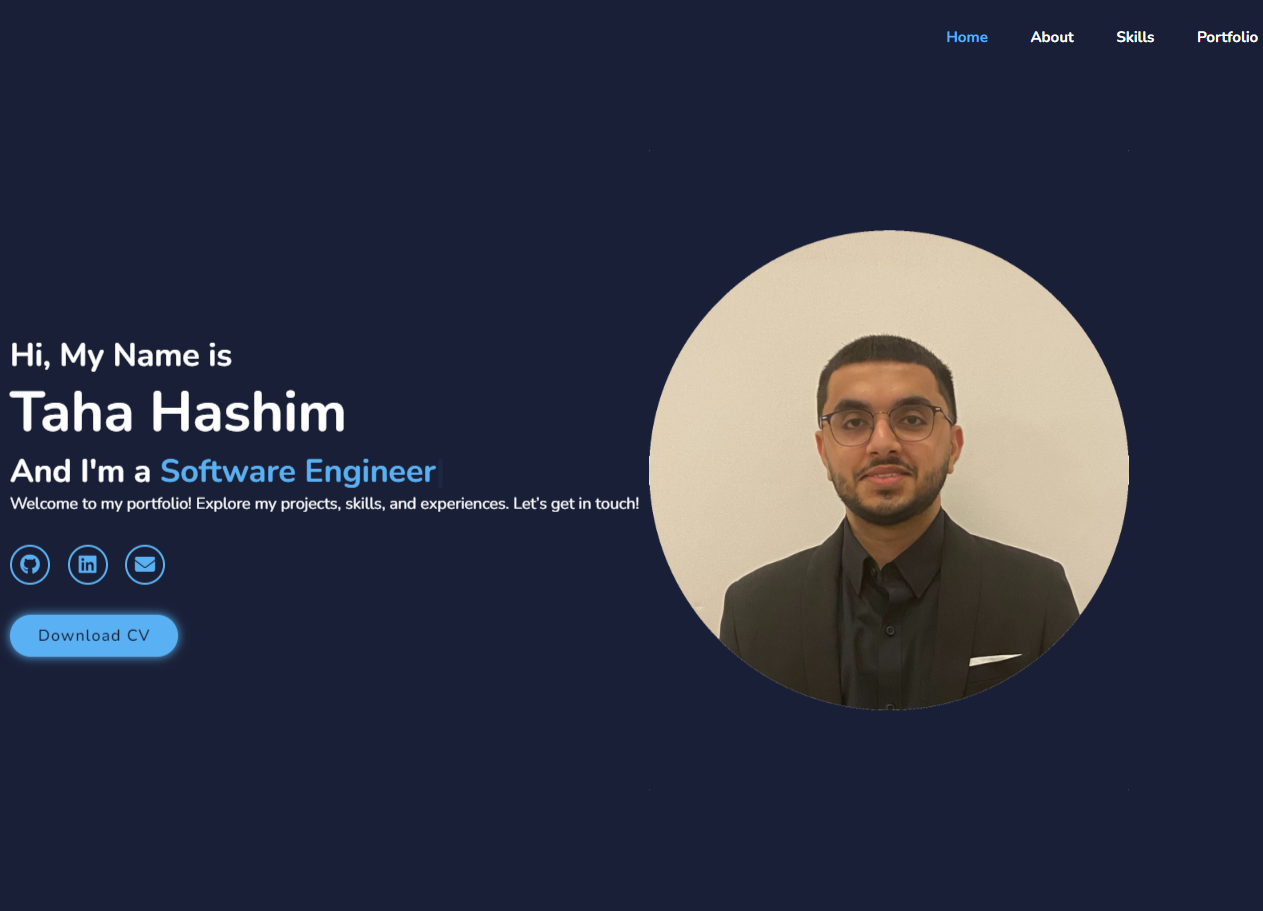 Home About Skills Portfolio
Hi, My Name is
Taha Hashim
And I'm a Software Engineer
Welcome to my portfolio! Explore my projects, skills, and experiences. Let's get in touch!
in
Download CV